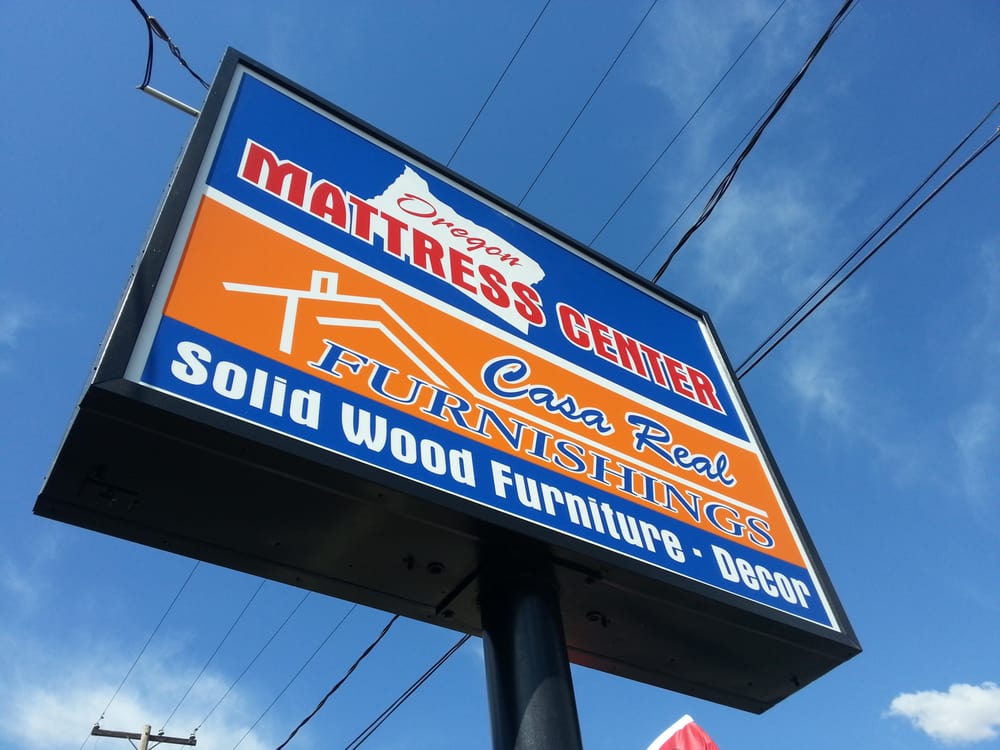 Oregon
MATTRESS CENTER
Casa Real
FURNISHINGS
Solid Wood Furniture · Decor